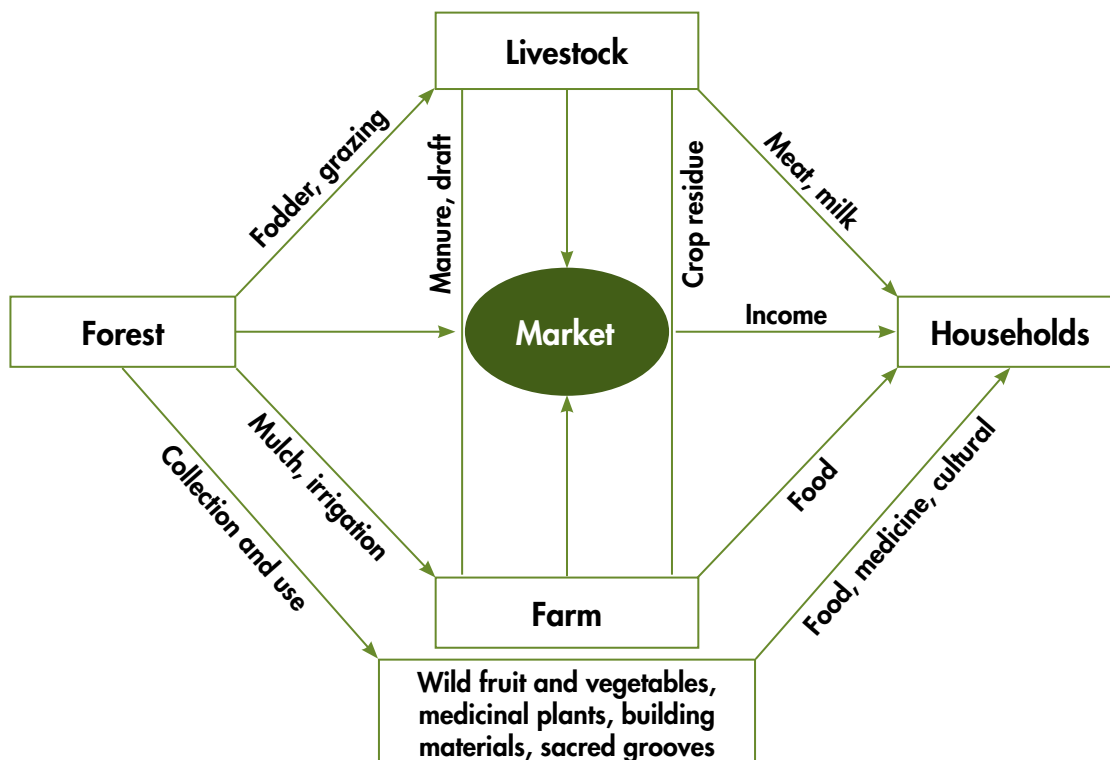 Livestock
Fodder, grazing
Manure, draft
Crop residue
Meat, milk
Forest
Market
Income
Households
Mulch, irrigation
Collection and use
Food
Food, medicine, cultural
Farm
Wild fruit and vegetables,
medicinal plants, building
materials, sacred grooves